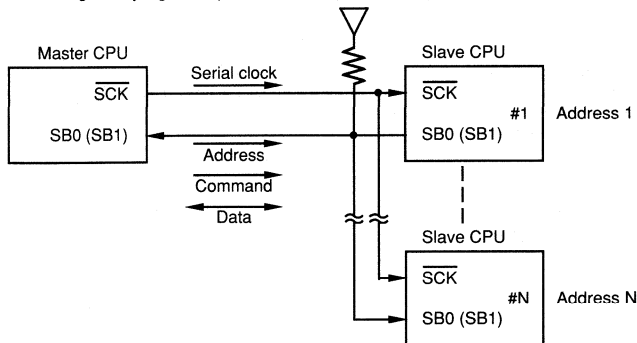 Master CPU
SCK
SB0 (SB1)
Serial clock
Address
Command
Data
Slave CPU
SCK
#1
SB0 (SB1)
Address 1
Slave CPU
SCK
#N
SB0 (SB1)
Address N